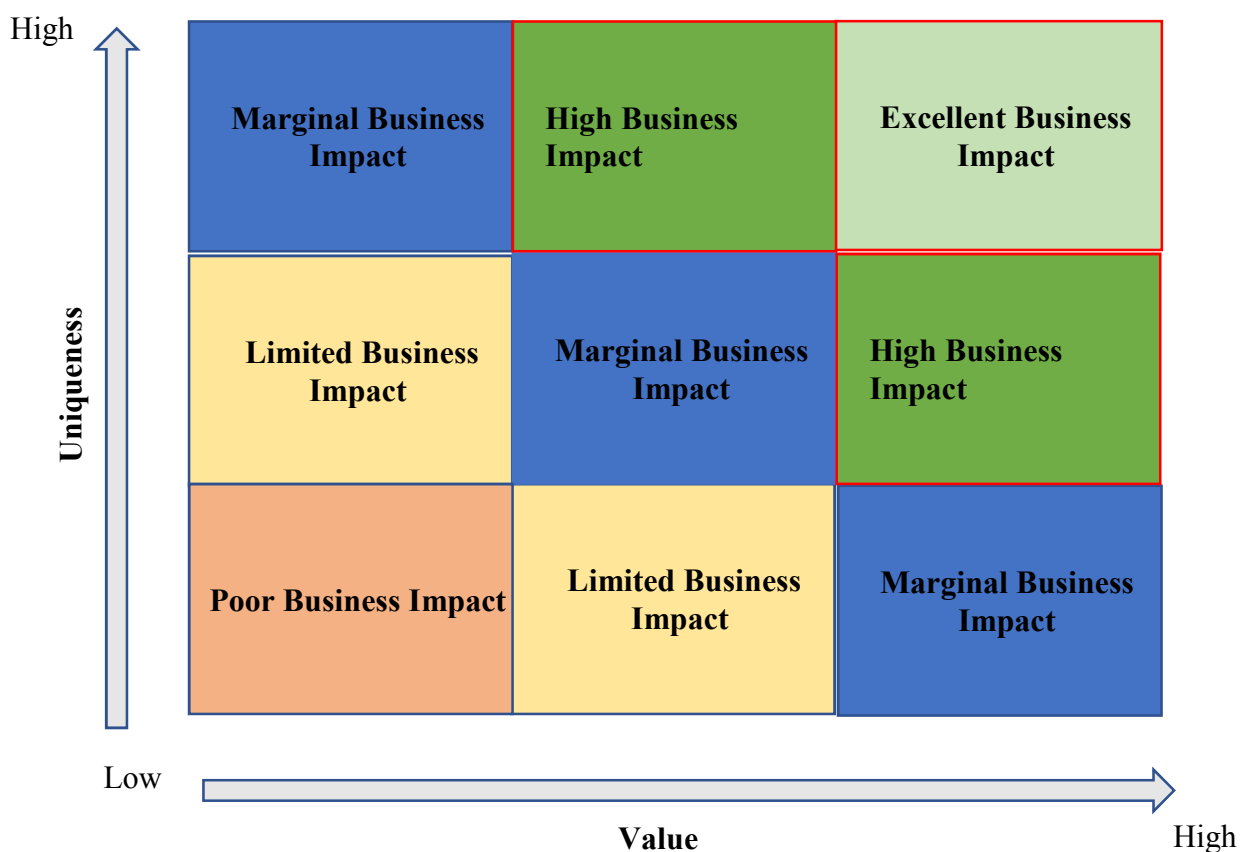 High
Marginal Business
Impact
High Business
Impact
Excellent Business
Impact
Uniqueness
Limited Business
Impact
Marginal Business
Impact
High Business
Impact
Poor Business Impact
Limited Business
Impact
Marginal Business
Impact
Low
Value
High